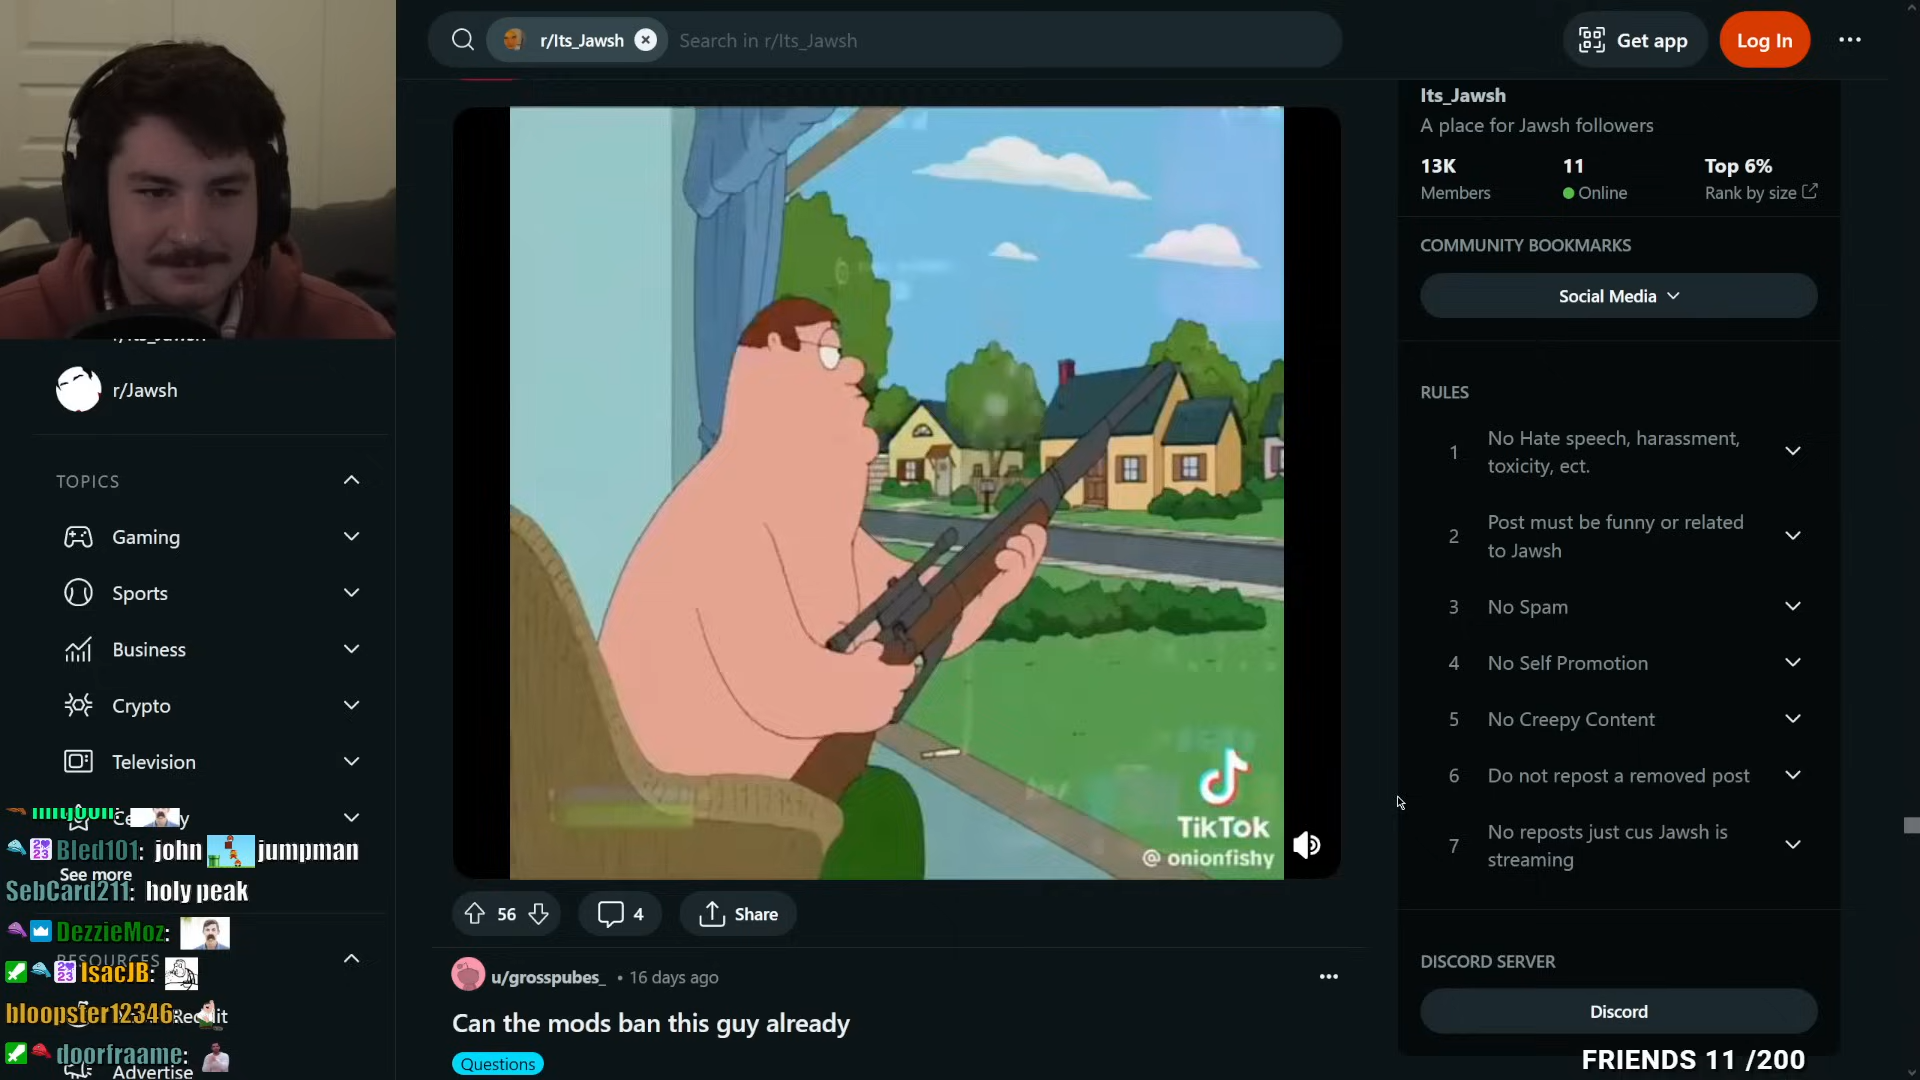 r/Its_Jawsh
Search in r/Its_Jawsh
Get app
Log In
r/Its_Jawsh
r/Jawsh
TOPICS
Gaming
Sports
Business
Crypto
Television
Bled101: john jumpman
See more
SebCard211: holy peak
DezzieMoz:
RESOURCES
IsacJB:
bloopster12346:
doorfraame:
Advertise
TikTok
@ onionfishy
56
4
Share
u/grosspubes_ • 16 days ago
Can the mods ban this guy already
Questions
Its_Jawsh
A place for Jawsh followers
13K
Members
11
Online
Top 6%
Rank by size
COMMUNITY BOOKMARKS
Social Media
RULES
1 No Hate speech, harassment,
toxicity, ect.
2 Post must be funny or related
to Jawsh
3 No Spam
4 No Self Promotion
5 No Creepy Content
6 Do not repost a removed post
7 No reposts just cus Jawsh is
streaming
DISCORD SERVER
Discord
FRIENDS 11 /200